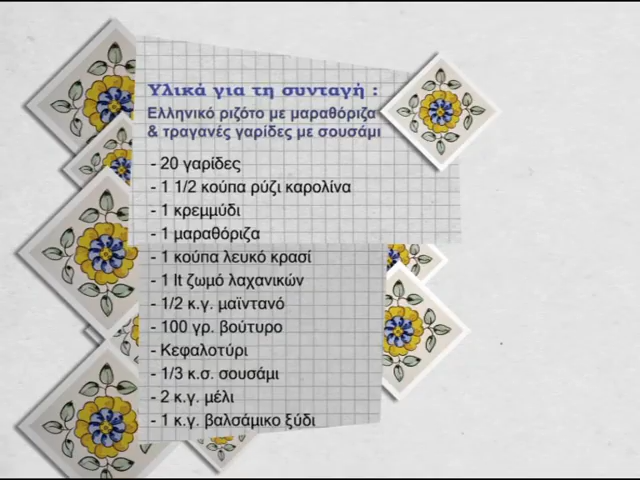 Υλικά για τη συνταγή :
Ελληνικό ριζότο με μαραθόριζα
& τραγανές γαρίδες με σουσάμι
- 20 γαρίδες
- 1 1/2 κούπα ρύζι καρολίνα
- 1 κρεμμύδι
- 1 μαραθόριζα
- 1 κούπα λευκό κρασί
- 1 lt ζωμό λαχανικών
- 1/2 κ.γ. μαϊντανό
- 100 γρ. βούτυρο
- Κεφαλοτύρι
- 1/3 κ.σ. σουσάμι
- 2 κ.γ. μέλι
- 1 κ.γ. βαλσάμικο ξύδι